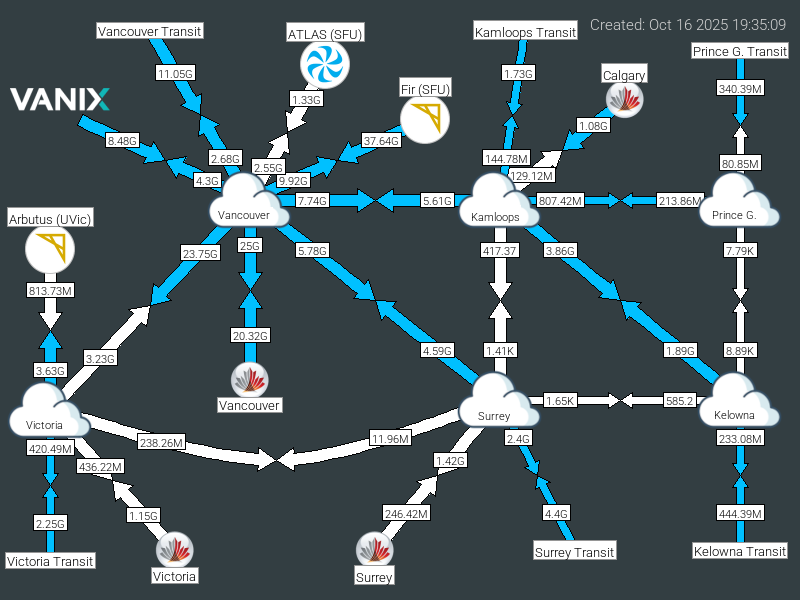 Created: Oct 16 2025 19:35:09
Vancouver Transit
ATLAS (SFU)
Kamloops Transit
Prince G. Transit
11.05G
1.73G
Calgary
340.39M
VANIX
1.33G
Fir (SFU)
8.48G
37.64G
1.08G
2.68G
144.78M
80.85M
4.3G
2.55G
9.92G
129.12M
7.74G
5.61G
807.42M
213.86M
Arbutus (UVic)
Vancouver
Kamloops
Prince G.
23.75G
25G
5.78G
417.37
3.86G
7.79K
813.73M
20.32G
3.63G
3.23G
4.59G
1.41K
1.89G
8.89K
Vancouver
1.65K
585.2
Victoria
Surrey
Kelowna
420.49M
238.26M
11.96M
2.4G
233.08M
436.22M
1.42G
2.25G
1.15G
246.42M
4.4G
444.39M
Victoria Transit
Victoria
Surrey
Surrey Transit
Kelowna Transit